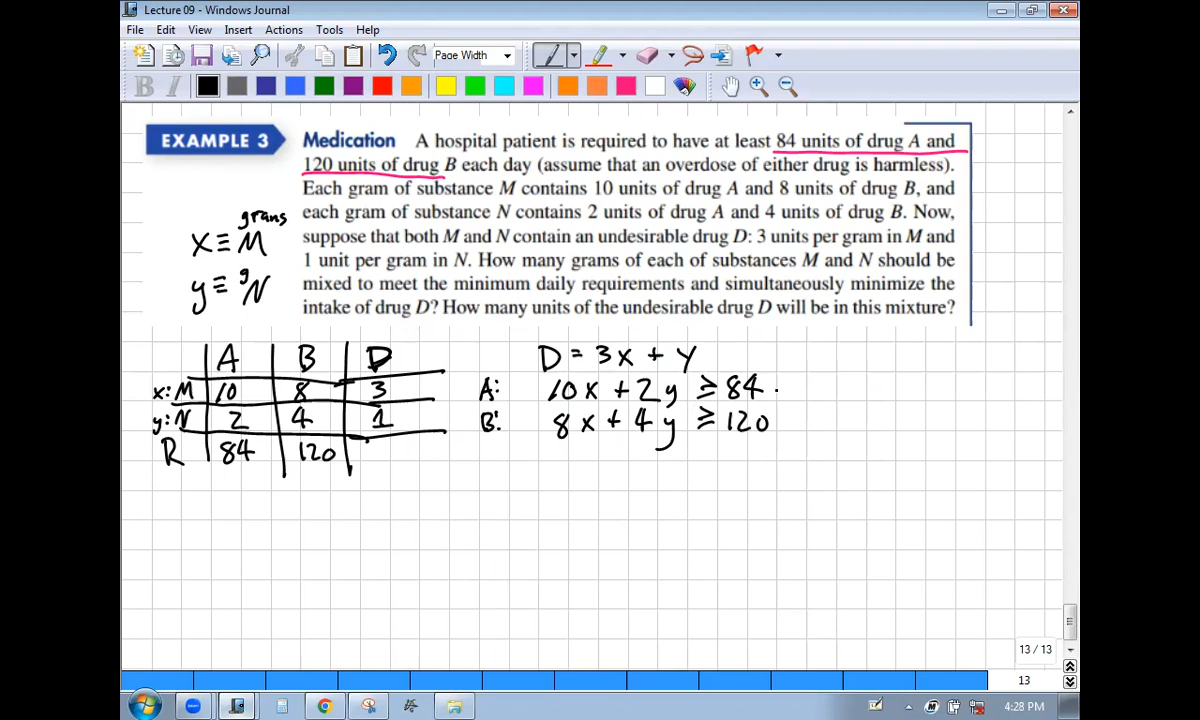 Lecture 09 - Windows Journal
File Edit View Insert Actions Tools Help
Page Width
B I
EXAMPLE 3 Medication A hospital patient is required to have at least 84 units of drug A and
120 units of drug B each day (assume that an overdose of either drug is harmless).
Each gram of substance M contains 10 units of drug A and 8 units of drug B, and
each gram of substance N contains 2 units of drug A and 4 units of drug B. Now,
suppose that both M and N contain an undesirable drug D: 3 units per gram in M and
1 unit per gram in N. How many grams of each of substances M and N should be
mixed to meet the minimum daily requirements and simultaneously minimize the
intake of drug D? How many units of the undesirable drug D will be in this mixture?
grams
x ≡ M
g
y ≡ N
A B D
x: M 10 8 3
y: N 2 4 1
R 84 120
D = 3x + y
A: 10x + 2y ≥ 84
B: 8x + 4y ≥ 120
13 / 13
13
4:28 PM